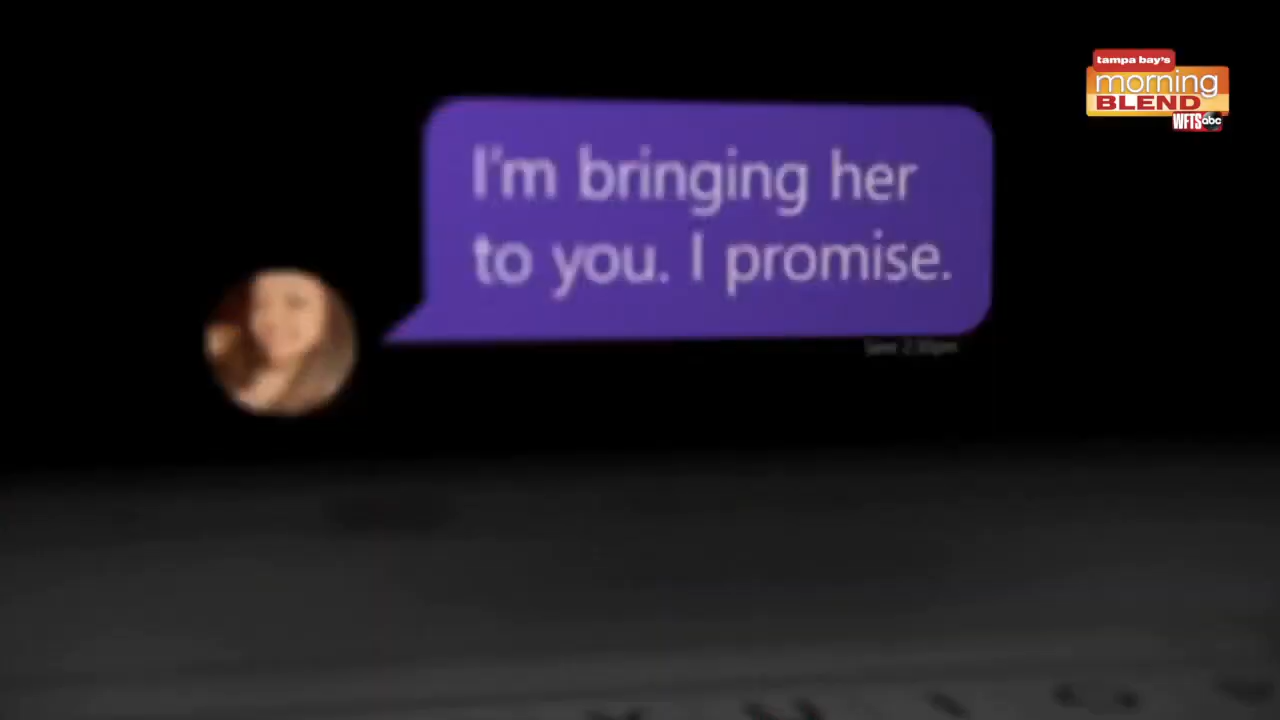 tampa bay's
morning
BLEND
WFTS abc
I'm bringing her
to you. I promise.